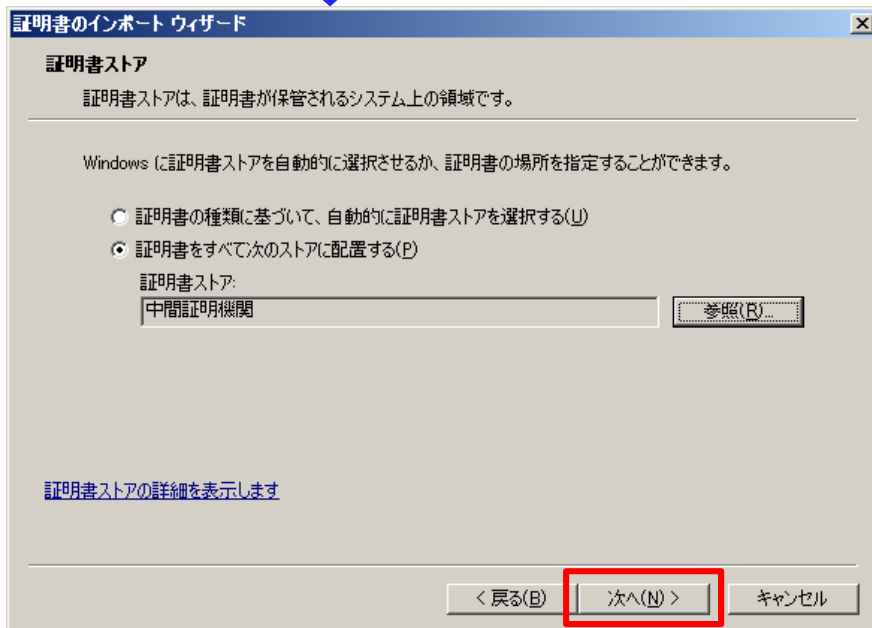 証明書のインポート ウィザード
証明書ストア
証明書ストアは、証明書が保管されるシステム上の領域です。
Windows に証明書ストアを自動的に選択させるか、証明書の場所を指定することができます。
証明書の種類に基づいて、自動的に証明書ストアを選択する(U)
証明書をすべて次のストアに配置する(P)
証明書ストア:
中間証明機関
参照(R)...
証明書ストアの詳細を表示します
< 戻る(B)
次へ(N) >
キャンセル